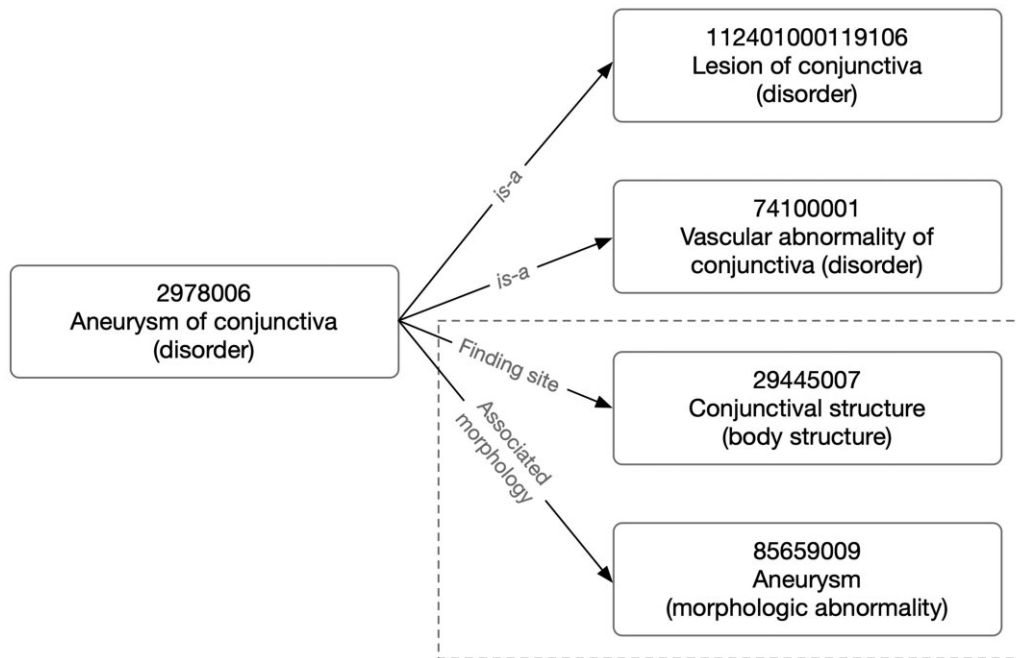 112401000119106
Lesion of conjunctiva
(disorder)
is-a
74100001
Vascular abnormality of
conjunctiva (disorder)
is-a
2978006
Aneurysm of conjunctiva
(disorder)
Finding site
29445007
Conjunctival structure
(body structure)
Associated
morphology
85659009
Aneurysm
(morphologic abnormality)